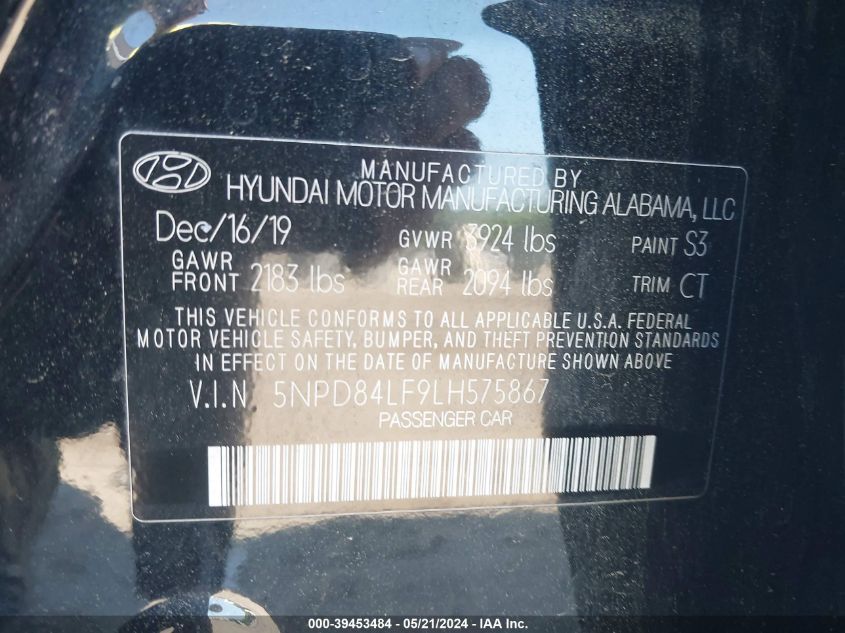 MANUFACTURED BY
HYUNDAI MOTOR MANUFACTURING ALABAMA, LLC
Dec/16/19 GVWR 3924 lbs PAINT S3
GAWR FRONT 2183 lbs GAWR REAR 2094 lbs TRIM CT
THIS VEHICLE CONFORMS TO ALL APPLICABLE U.S.A. FEDERAL
MOTOR VEHICLE SAFETY, BUMPER, AND THEFT PREVENTION STANDARDS
IN EFFECT ON THE DATE OF MANUFACTURE SHOWN ABOVE.
V.I.N. 5NPD84LF9LH575867
PASSENGER CAR
000-39453484 - 05/21/2024 - IAA Inc.